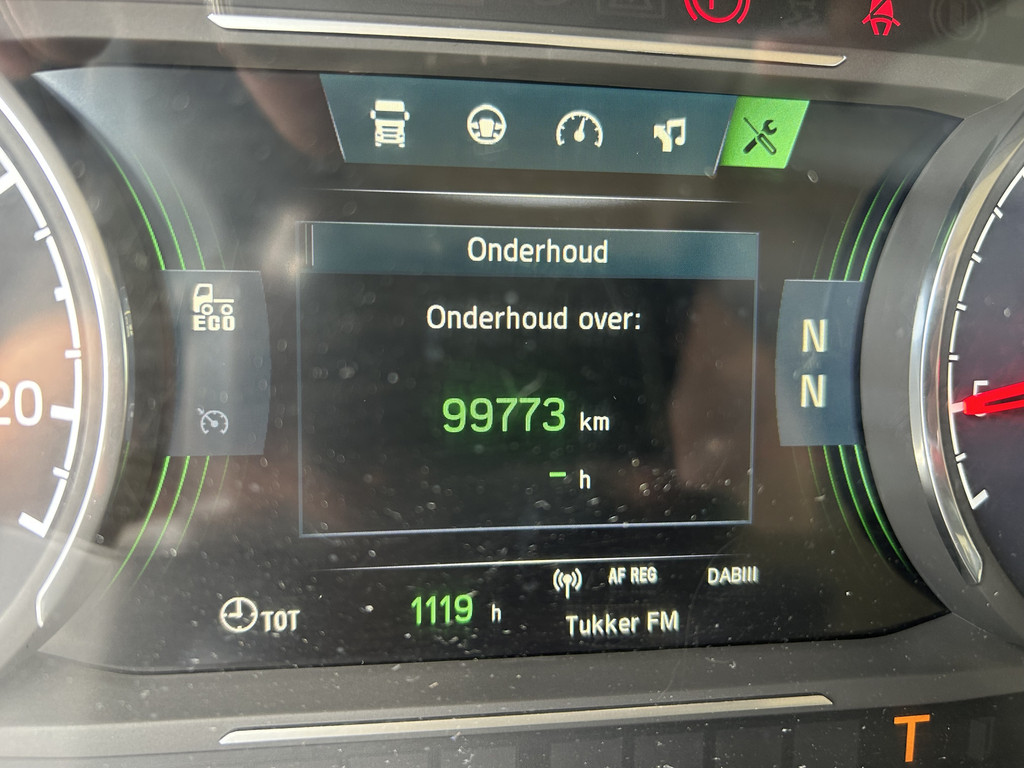 Onderhoud
Onderhoud over:
ECO
N
N
20
99773 km
- h
AF REG
DABIII
TOT
1119 h
Tukker FM
T